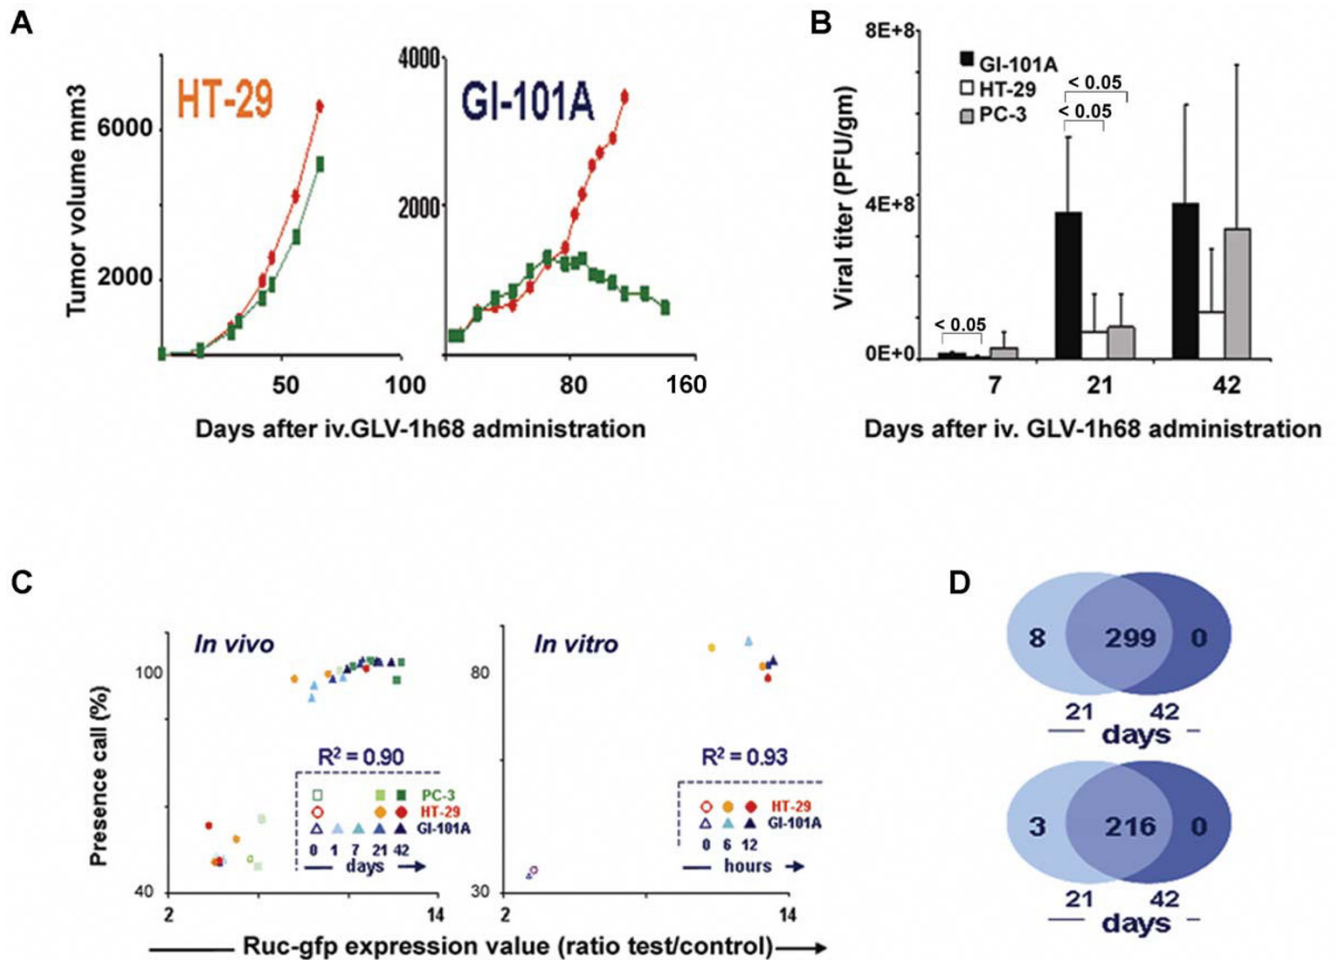 A
HT-29
GI-101A
Tumor volume mm3
6000
2000
4000
2000
50
100
80
160
Days after iv.GLV-1h68 administration
B
8E+8
4E+8
0E+0
Viral titer (PFU/gm)
GI-101A
HT-29
PC-3
< 0.05
< 0.05
< 0.05
7
21
42
Days after iv. GLV-1h68 administration
C
In vivo
Presence call (%)
100
40
R² = 0.90
PC-3
HT-29
GI-101A
0 1 7 21 42
days
2
14
In vitro
80
30
R² = 0.93
HT-29
GI-101A
0 6 12
hours
2
14
Ruc-gfp expression value (ratio test/control)
D
8 299 0
21 42
days
3 216 0
21 42
days